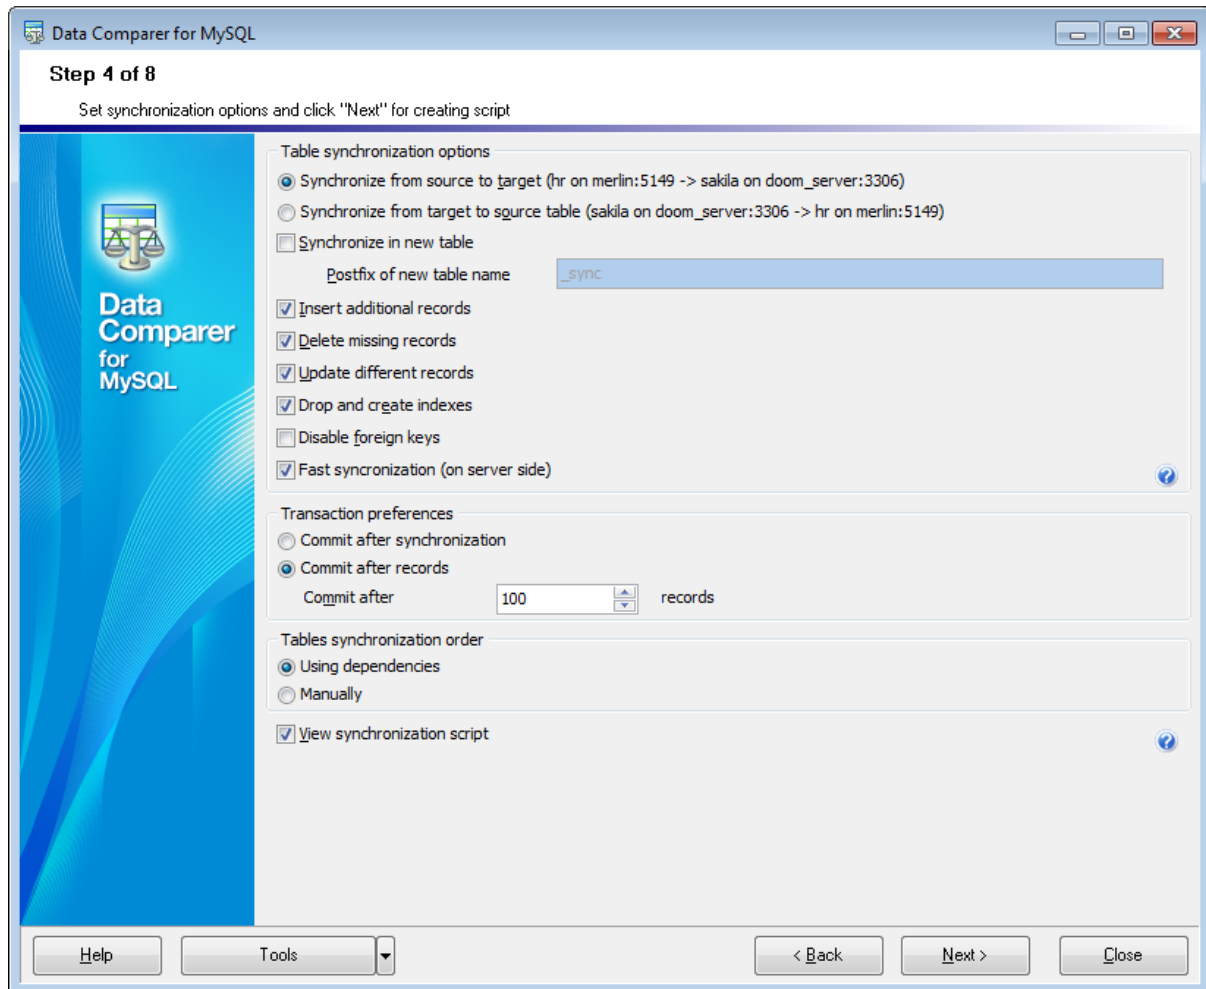 Data Comparer for MySQL
Step 4 of 8
Set synchronization options and click "Next" for creating script
Data
Comparer
for
MySQL
Table synchronization options
Synchronize from source to target (hr on merlin:5149 -> sakila on doom_server:3306)
Synchronize from target to source table (sakila on doom_server:3306 -> hr on merlin:5149)
Synchronize in new table
Postfix of new table name
_sync
Insert additional records
Delete missing records
Update different records
Drop and create indexes
Disable foreign keys
Fast syncronization (on server side)
Transaction preferences
Commit after synchronization
Commit after records
Commit after 100 records
Tables synchronization order
Using dependencies
Manually
View synchronization script
Help Tools < Back Next > Close